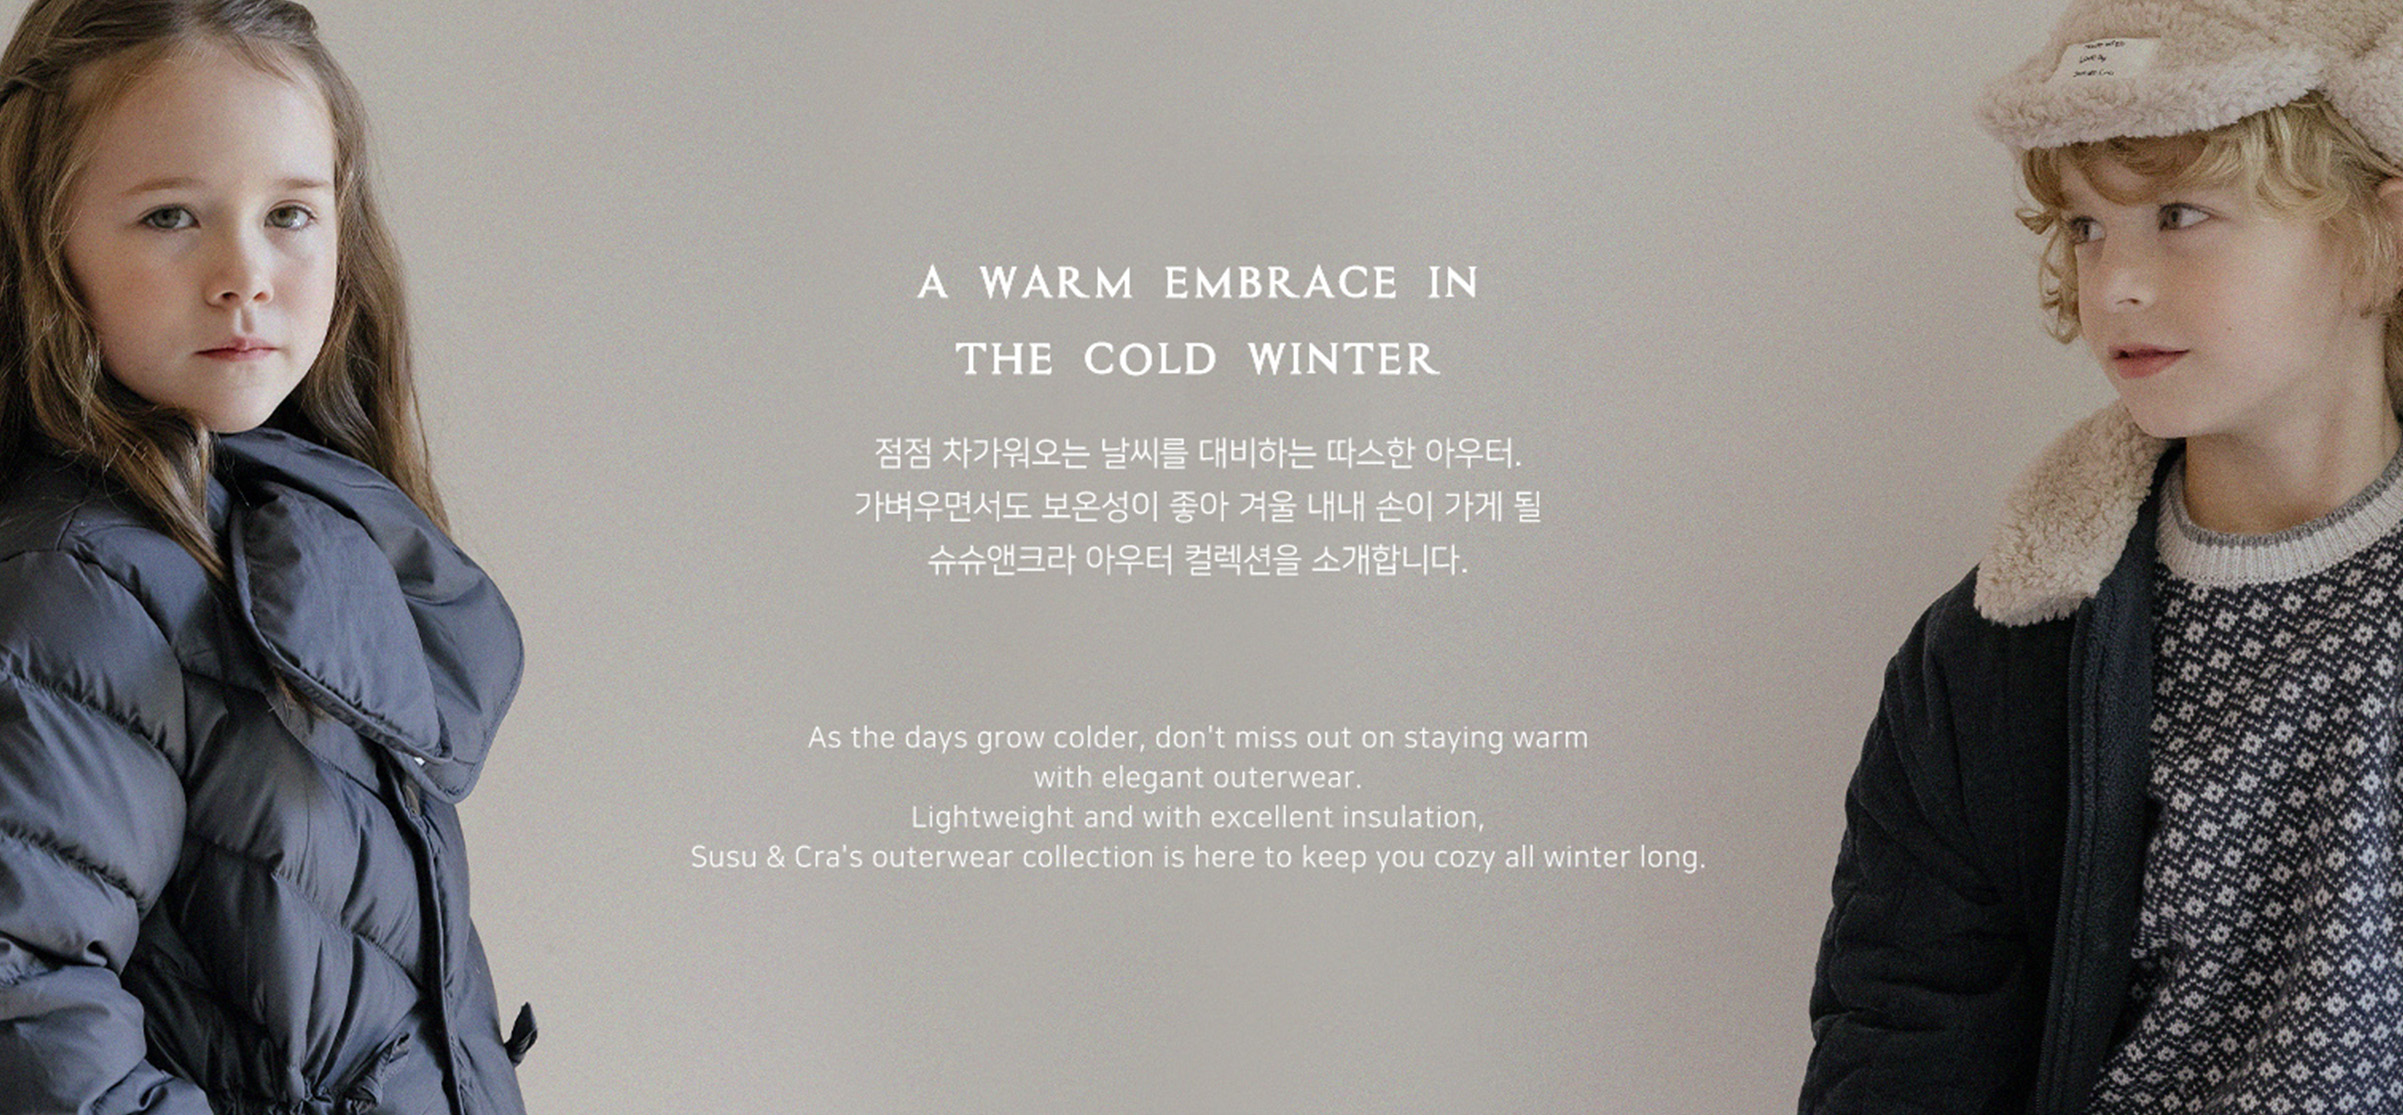 A WARM EMBRACE IN
THE COLD WINTER
점점 차가워오는 날씨를 대비하는 따스한 아우터.
가벼우면서도 보온성이 좋아 겨울 내내 손이 가게 될
슈슈앤크라 아우터 컬렉션을 소개합니다.
As the days grow colder, don't miss out on staying warm
with elegant outerwear.
Lightweight and with excellent insulation,
Susu & Cra's outerwear collection is here to keep you cozy all winter long.